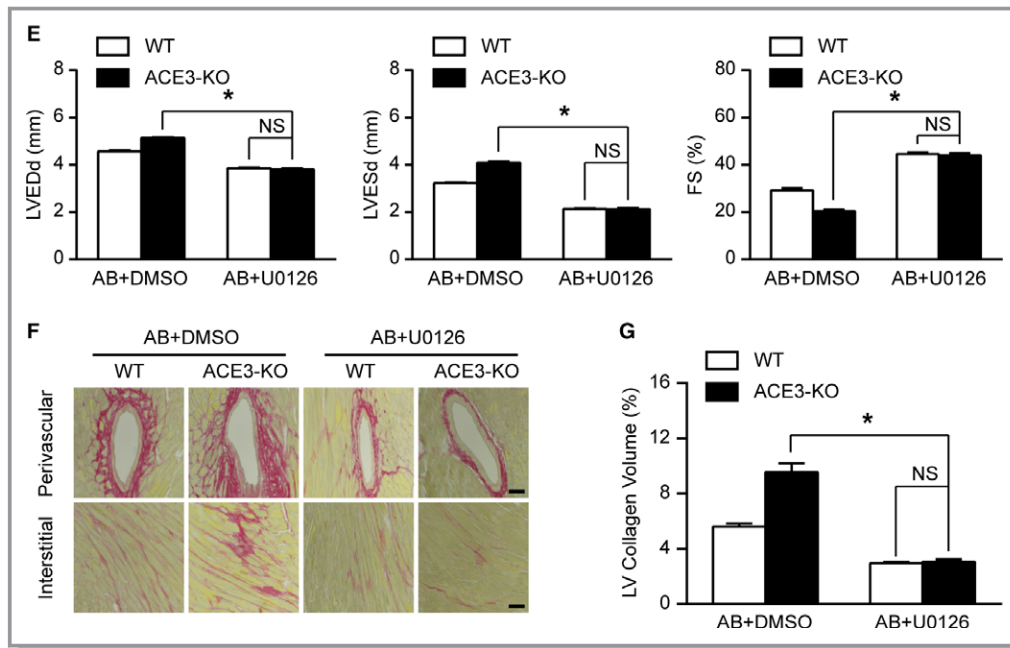 E
WT
ACE3-KO
LVEDd (mm)
8
6
4
2
0
*
NS
AB+DMSO AB+U0126
WT
ACE3-KO
LVESd (mm)
8
6
4
2
0
*
NS
AB+DMSO AB+U0126
WT
ACE3-KO
FS (%)
80
60
40
20
0
*
NS
AB+DMSO AB+U0126
F
AB+DMSO AB+U0126
WT ACE3-KO WT ACE3-KO
Perivascular
Interstitial
G
WT
ACE3-KO
LV Collagen Volume (%)
16
12
8
4
0
*
NS
AB+DMSO AB+U0126